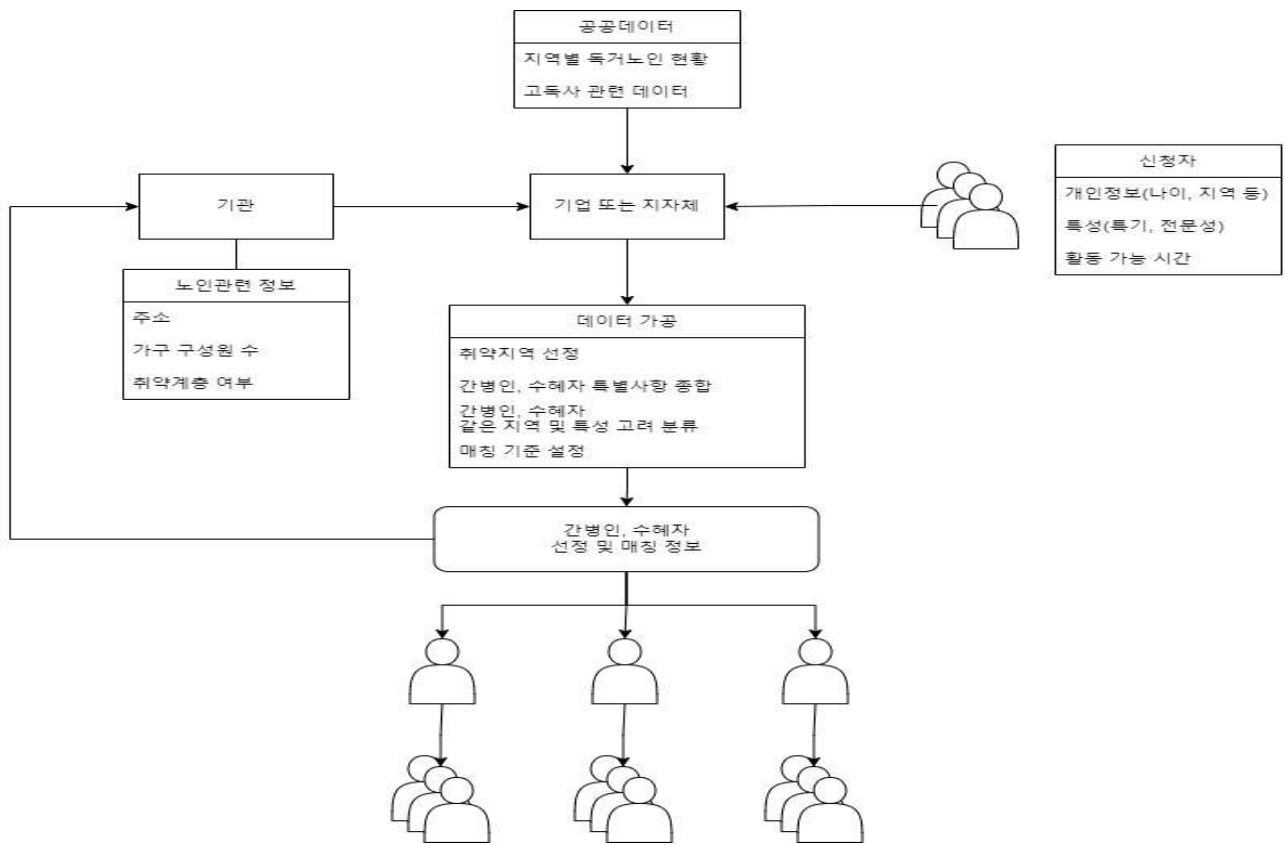 공공데이터
지역별 독거노인 현황
고독사 관련 데이터
기관
기업 또는 지자체
신청자
개인정보(나이, 지역 등)
특성(특기, 전문성)
활동 가능 시간
노인관련 정보
주소
가구 구성원 수
취약계층 여부
데이터 가공
취약지역 선정
간병인, 수혜자 특별사항 종합
간병인, 수혜자
같은 지역 및 특성 고려 분류
매칭 기준 설정
간병인, 수혜자
선정 및 매칭 정보